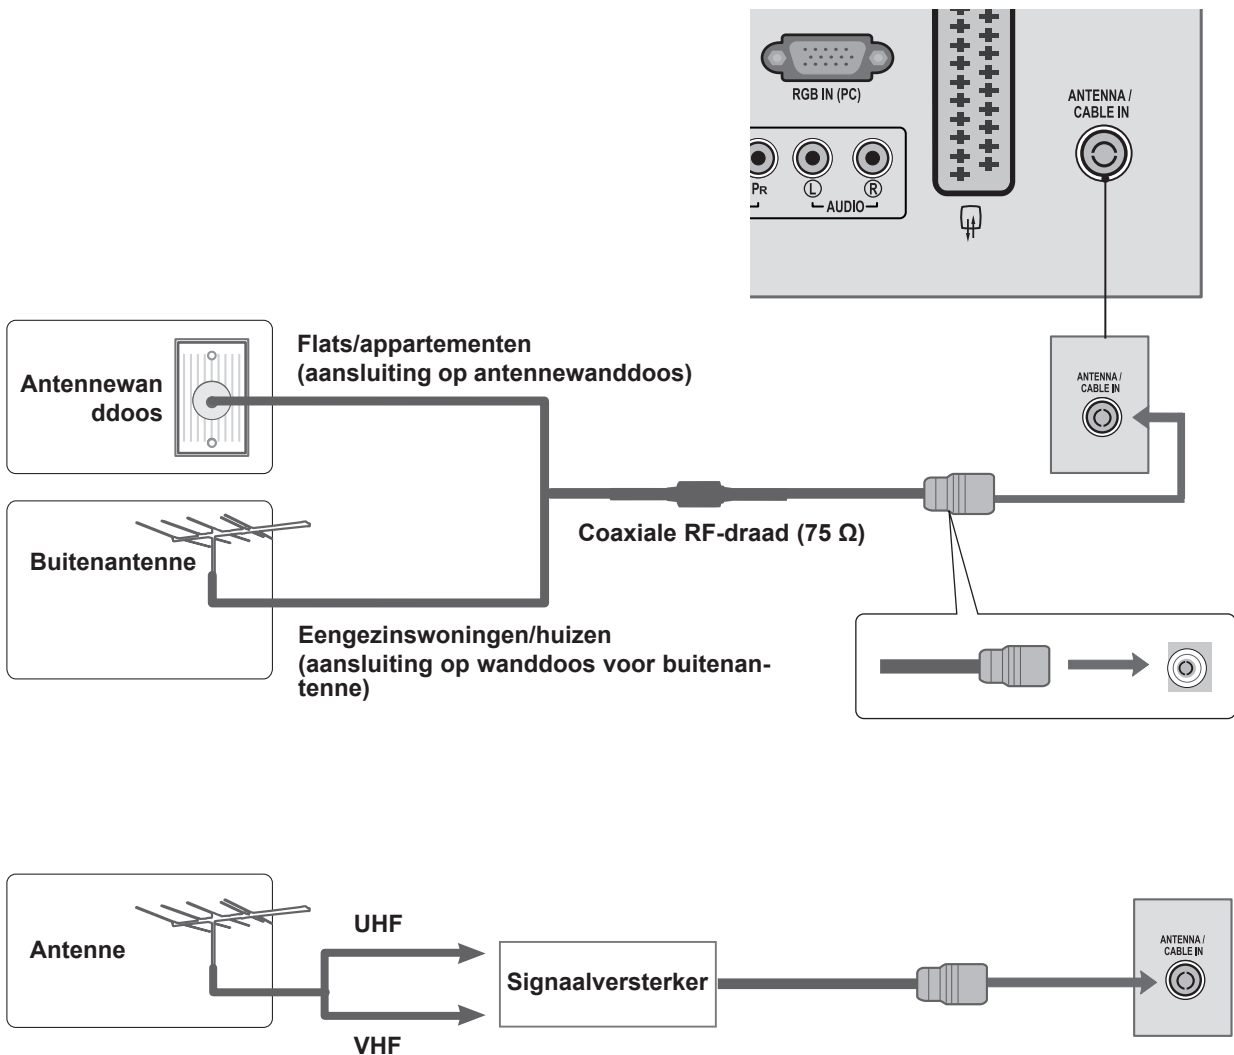 RGB IN (PC)
ANTENNA /
CABLE IN
PR
L
R
AUDIO
Antennewan
ddoos
Flats/appartementen
(aansluiting op antennewanddoos)
ANTENNA /
CABLE IN
Coaxiale RF-draad (75 Ω)
Buitenantenne
Eengezinswoningen/huizen
(aansluiting op wanddoos voor buitenan-
tenne)
Antenne
UHF
VHF
Signaalversterker
ANTENNA /
CABLE IN